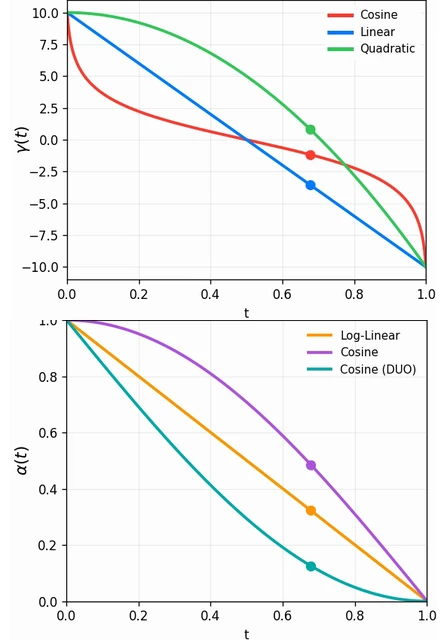 10.0
7.5
5.0
2.5
0.0
−2.5
−5.0
−7.5
−10.0
γ(t)
Cosine
Linear
Quadratic
0.0 0.2 0.4 0.6 0.8 1.0
t
1.0
0.8
0.6
0.4
0.2
0.0
α(t)
Log-Linear
Cosine
Cosine (DUO)
0.0 0.2 0.4 0.6 0.8 1.0
t